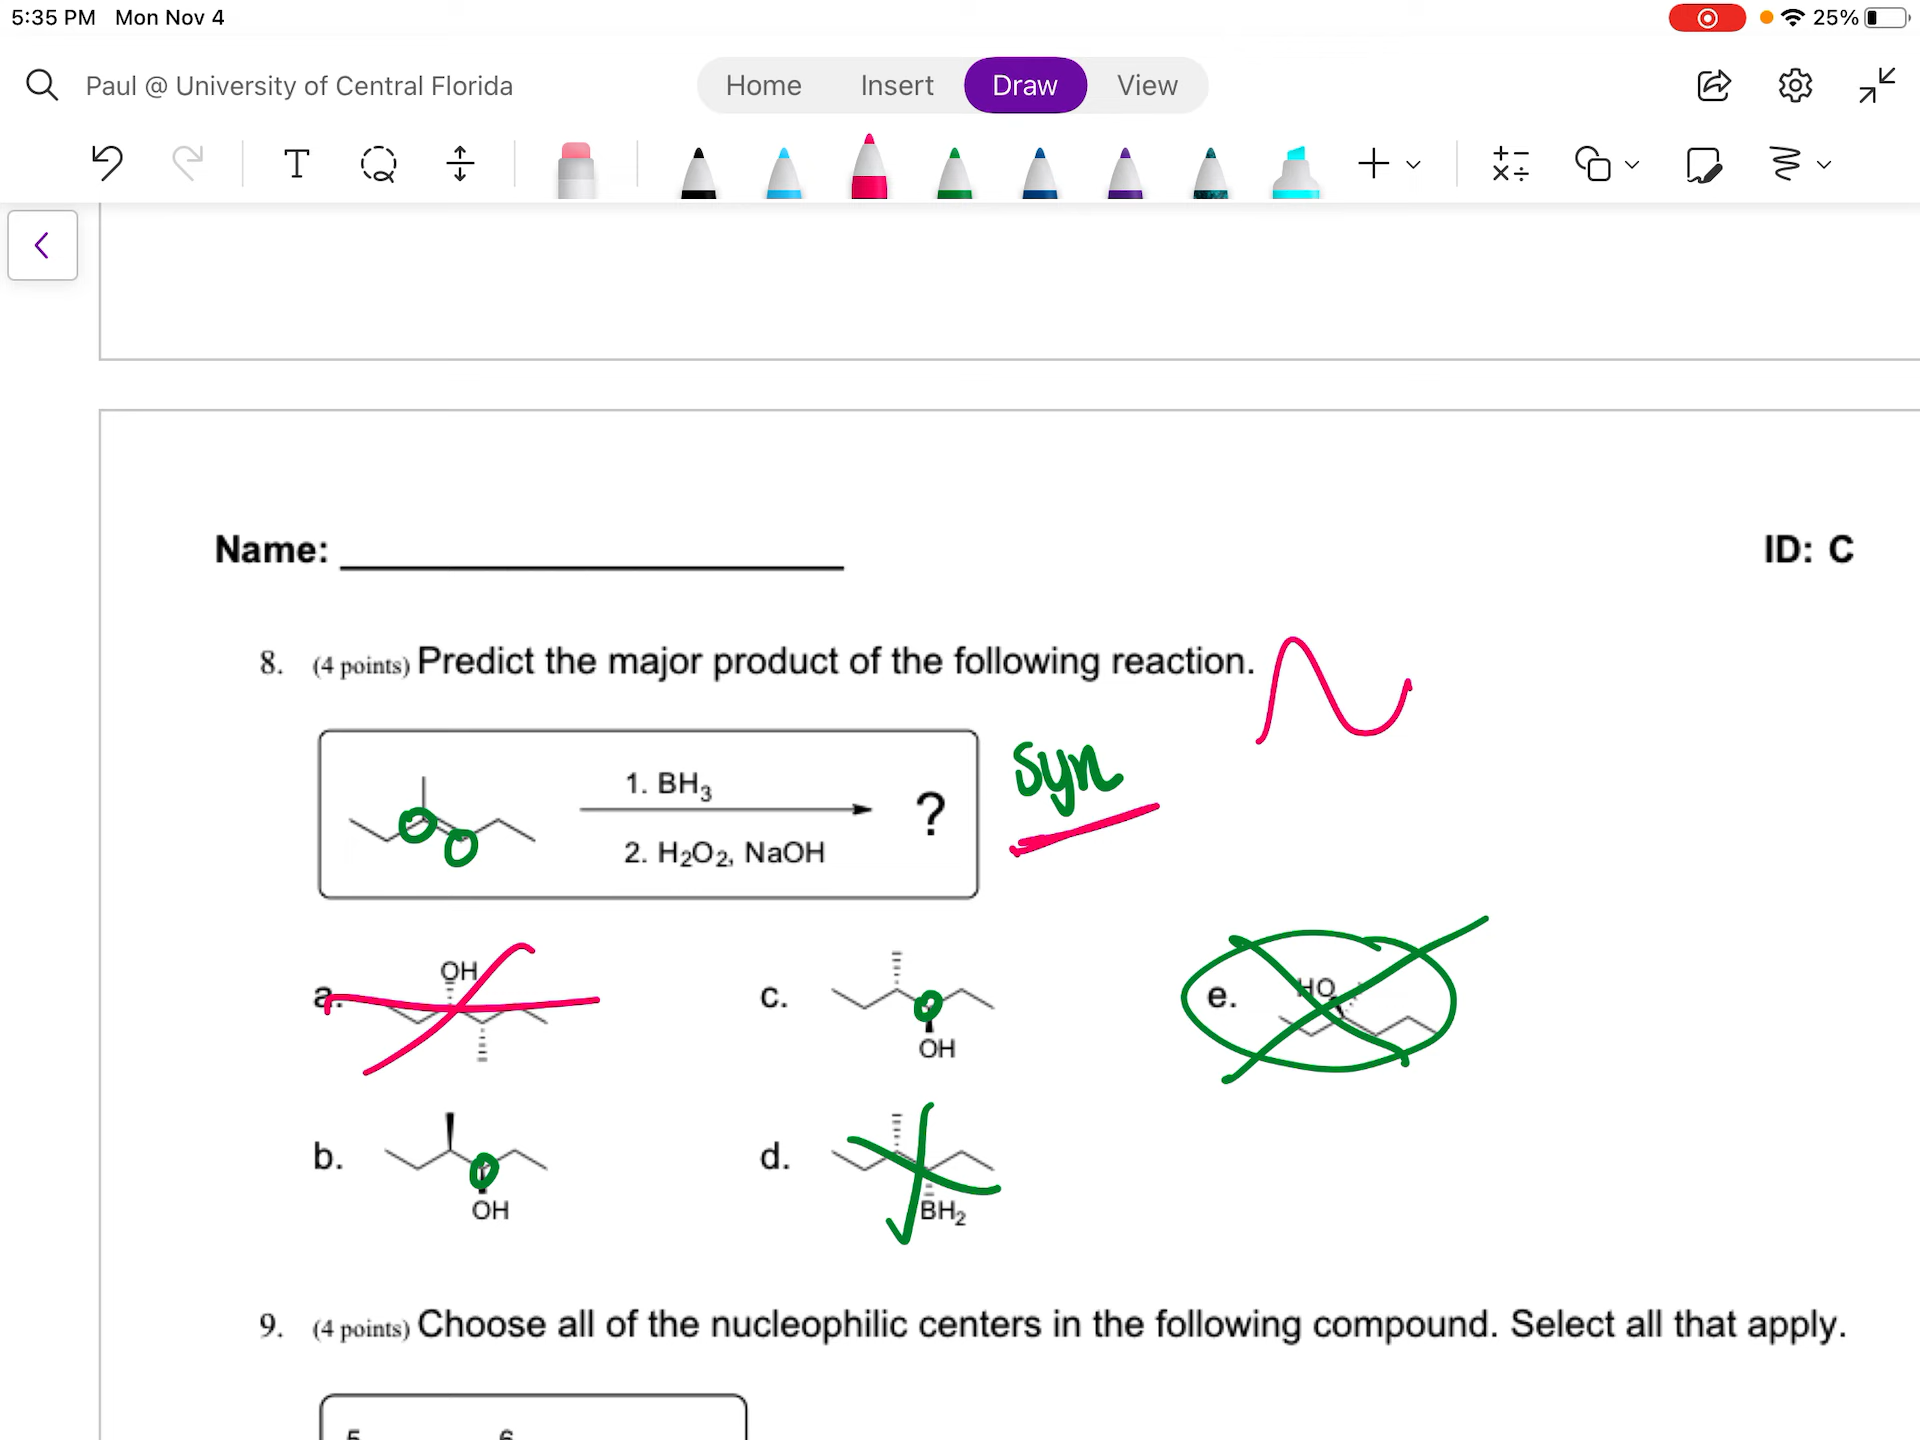 5:35 PM Mon Nov 4
25%
Paul @ University of Central Florida
Home Insert Draw View
T
Name:
ID: C
8. (4 points) Predict the major product of the following reaction.
syn
1. BH3
?
2. H2O2, NaOH
a. OH
c. OH
e. HO
b. OH
d. BH2
9. (4 points) Choose all of the nucleophilic centers in the following compound. Select all that apply.
5 6